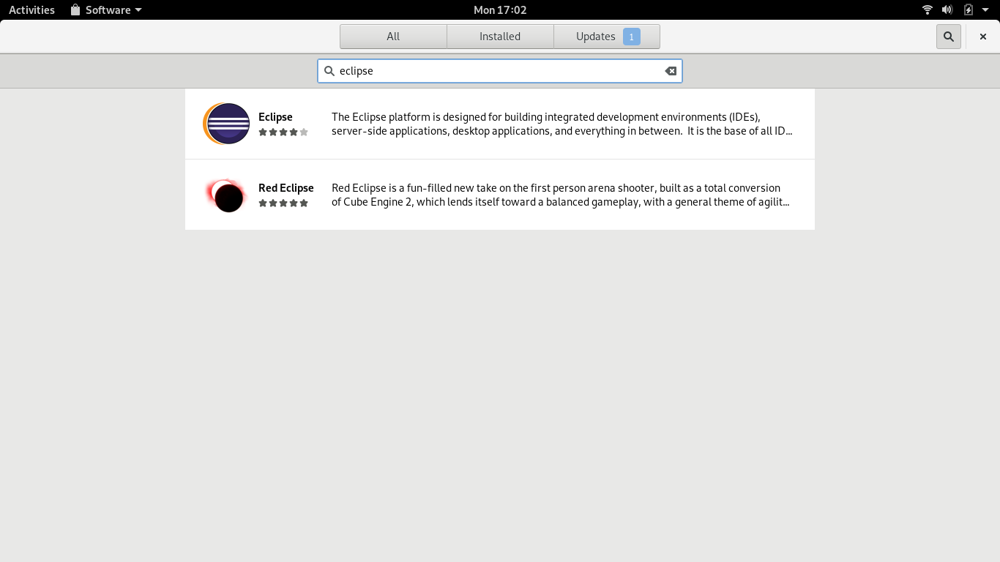 Activities Software Mon 17:02
All Installed Updates 1
eclipse
Eclipse
The Eclipse platform is designed for building integrated development environments (IDEs),
server-side applications, desktop applications, and everything in between.  It is the base of all ID...
Red Eclipse
Red Eclipse is a fun-filled new take on the first person arena shooter, built as a total conversion
of Cube Engine 2, which lends itself toward a balanced gameplay, with a general theme of agilit...